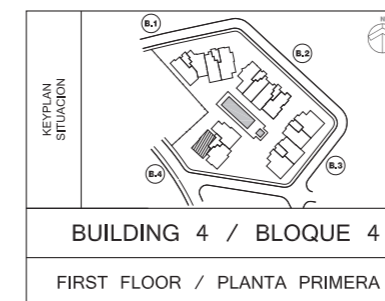 B.1
B.2
KEYPLAN
SITUACION
B.4
B.3
BUILDING 4 / BLOQUE 4
FIRST FLOOR / PLANTA PRIMERA